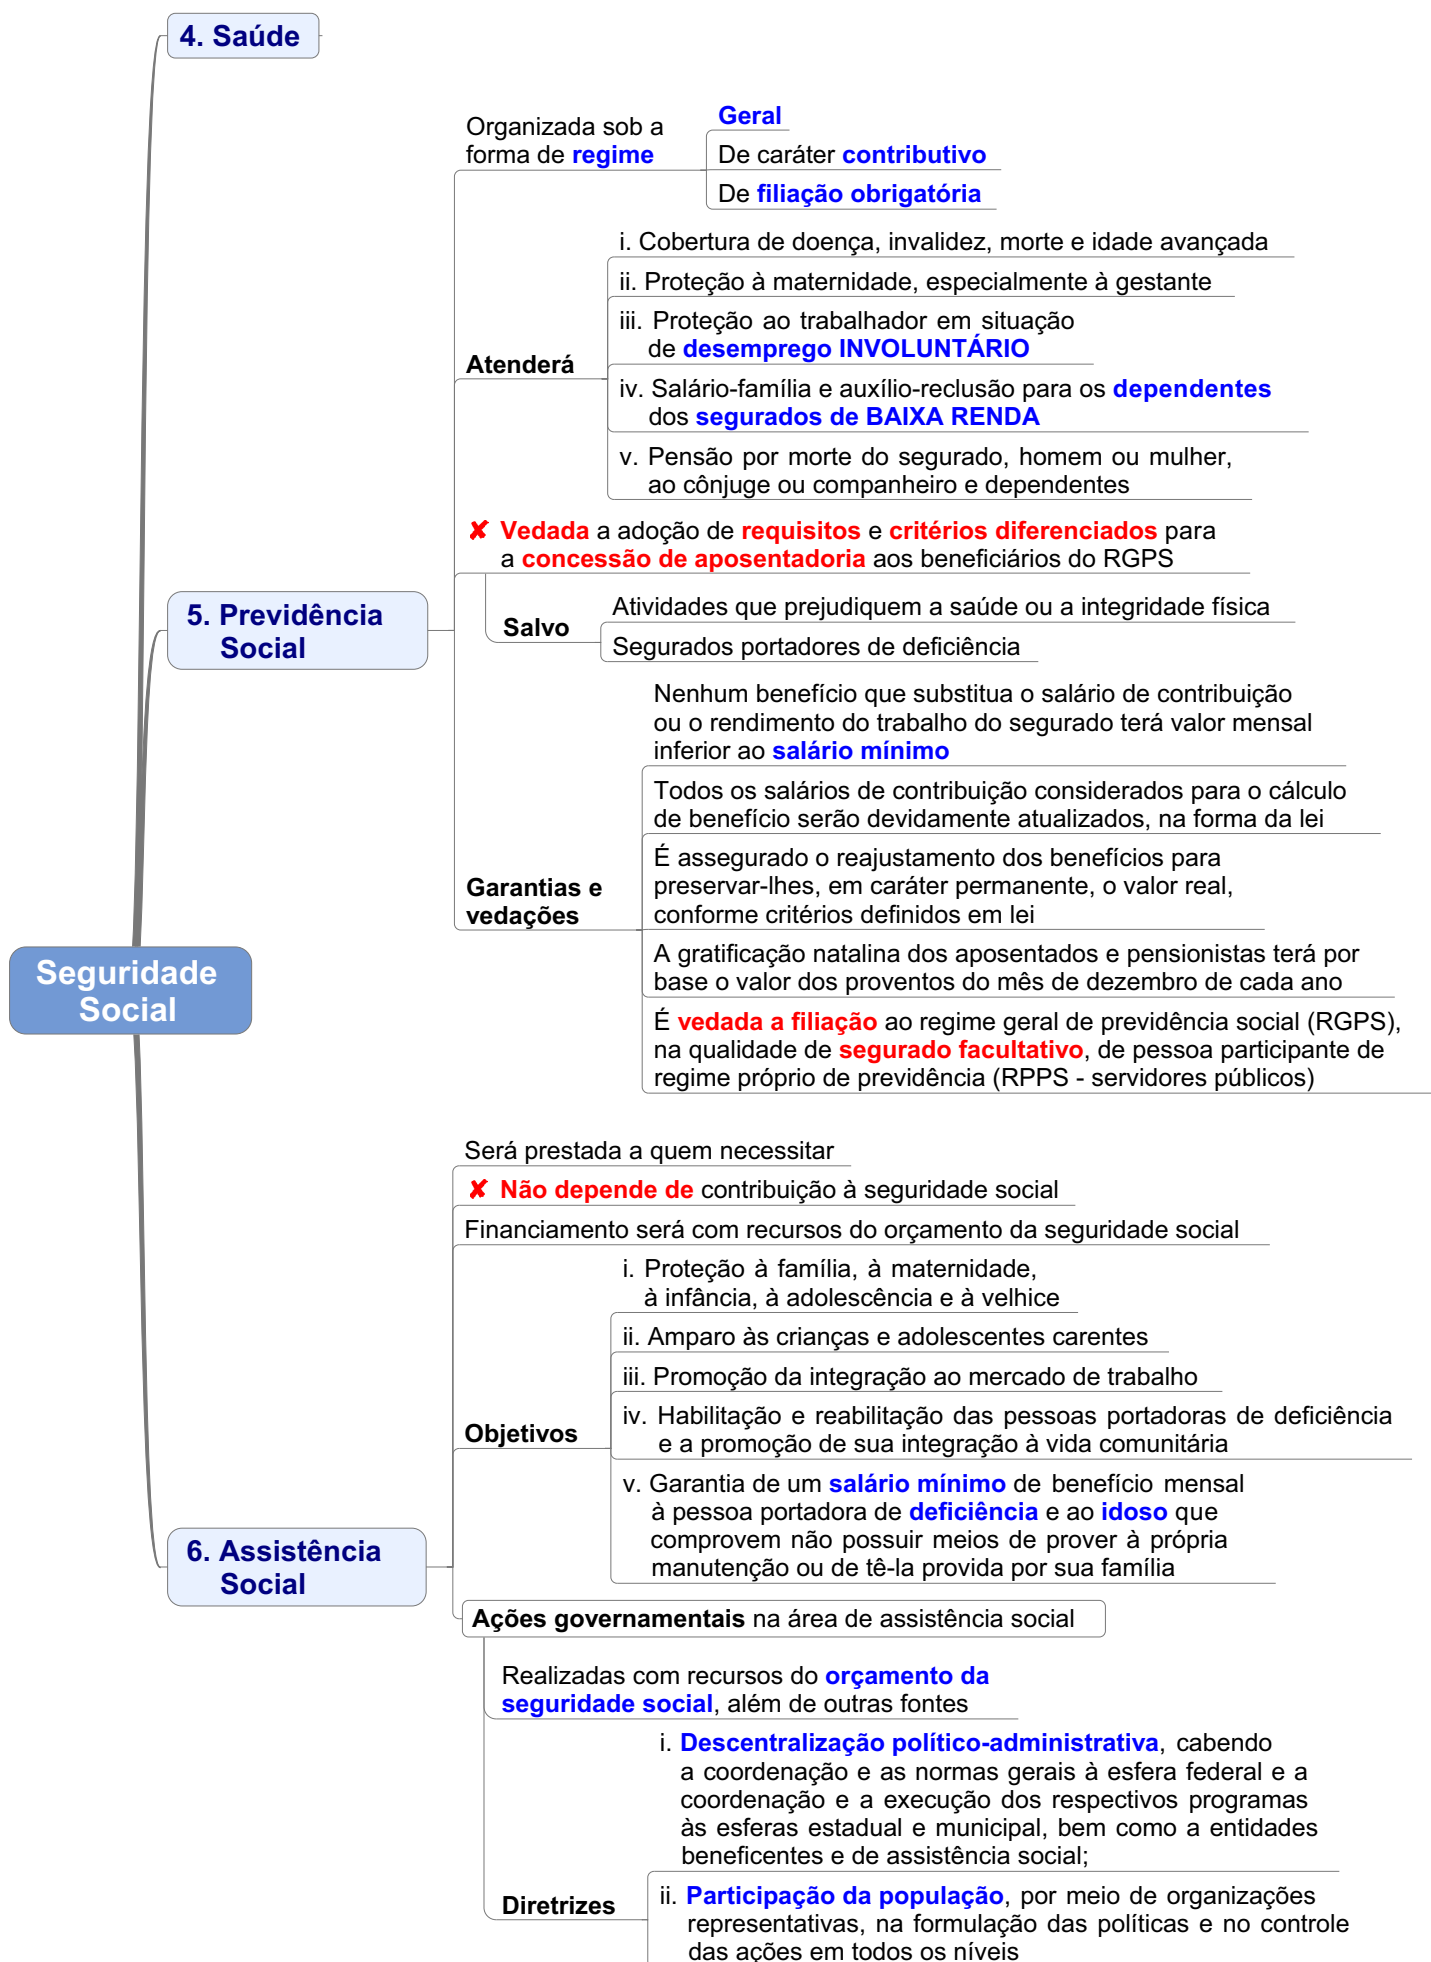 4. Saúde
Organizada sob a
forma de regime
Geral
De caráter contributivo
De filiação obrigatória
Atenderá
i. Cobertura de doença, invalidez, morte e idade avançada
ii. Proteção à maternidade, especialmente à gestante
iii. Proteção ao trabalhador em situação
de desemprego INVOLUNTÁRIO
iv. Salário-família e auxílio-reclusão para os dependentes
dos segurados de BAIXA RENDA
v. Pensão por morte do segurado, homem ou mulher,
ao cônjuge ou companheiro e dependentes
✘ Vedada a adoção de requisitos e critérios diferenciados para
a concessão de aposentadoria aos beneficiários do RGPS
Salvo
Atividades que prejudiquem a saúde ou a integridade física
Segurados portadores de deficiência
5. Previdência
Social
Garantias e
vedações
Nenhum benefício que substitua o salário de contribuição
ou o rendimento do trabalho do segurado terá valor mensal
inferior ao salário mínimo
Todos os salários de contribuição considerados para o cálculo
de benefício serão devidamente atualizados, na forma da lei
É assegurado o reajustamento dos benefícios para
preservar-lhes, em caráter permanente, o valor real,
conforme critérios definidos em lei
A gratificação natalina dos aposentados e pensionistas terá por
base o valor dos proventos do mês de dezembro de cada ano
É vedada a filiação ao regime geral de previdência social (RGPS),
na qualidade de segurado facultativo, de pessoa participante de
regime próprio de previdência (RPPS - servidores públicos)
Seguridade
Social
Será prestada a quem necessitar
✘ Não depende de contribuição à seguridade social
Financiamento será com recursos do orçamento da seguridade social
Objetivos
i. Proteção à família, à maternidade,
à infância, à adolescência e à velhice
ii. Amparo às crianças e adolescentes carentes
iii. Promoção da integração ao mercado de trabalho
iv. Habilitação e reabilitação das pessoas portadoras de deficiência
e a promoção de sua integração à vida comunitária
v. Garantia de um salário mínimo de benefício mensal
à pessoa portadora de deficiência e ao idoso que
comprovem não possuir meios de prover à própria
manutenção ou de tê-la provida por sua família
6. Assistência
Social
Ações governamentais na área de assistência social
Realizadas com recursos do orçamento da
seguridade social, além de outras fontes
Diretrizes
i. Descentralização político-administrativa, cabendo
a coordenação e as normas gerais à esfera federal e a
coordenação e a execução dos respectivos programas
às esferas estadual e municipal, bem como a entidades
beneficentes e de assistência social;
ii. Participação da população, por meio de organizações
representativas, na formulação das políticas e no controle
das ações em todos os níveis